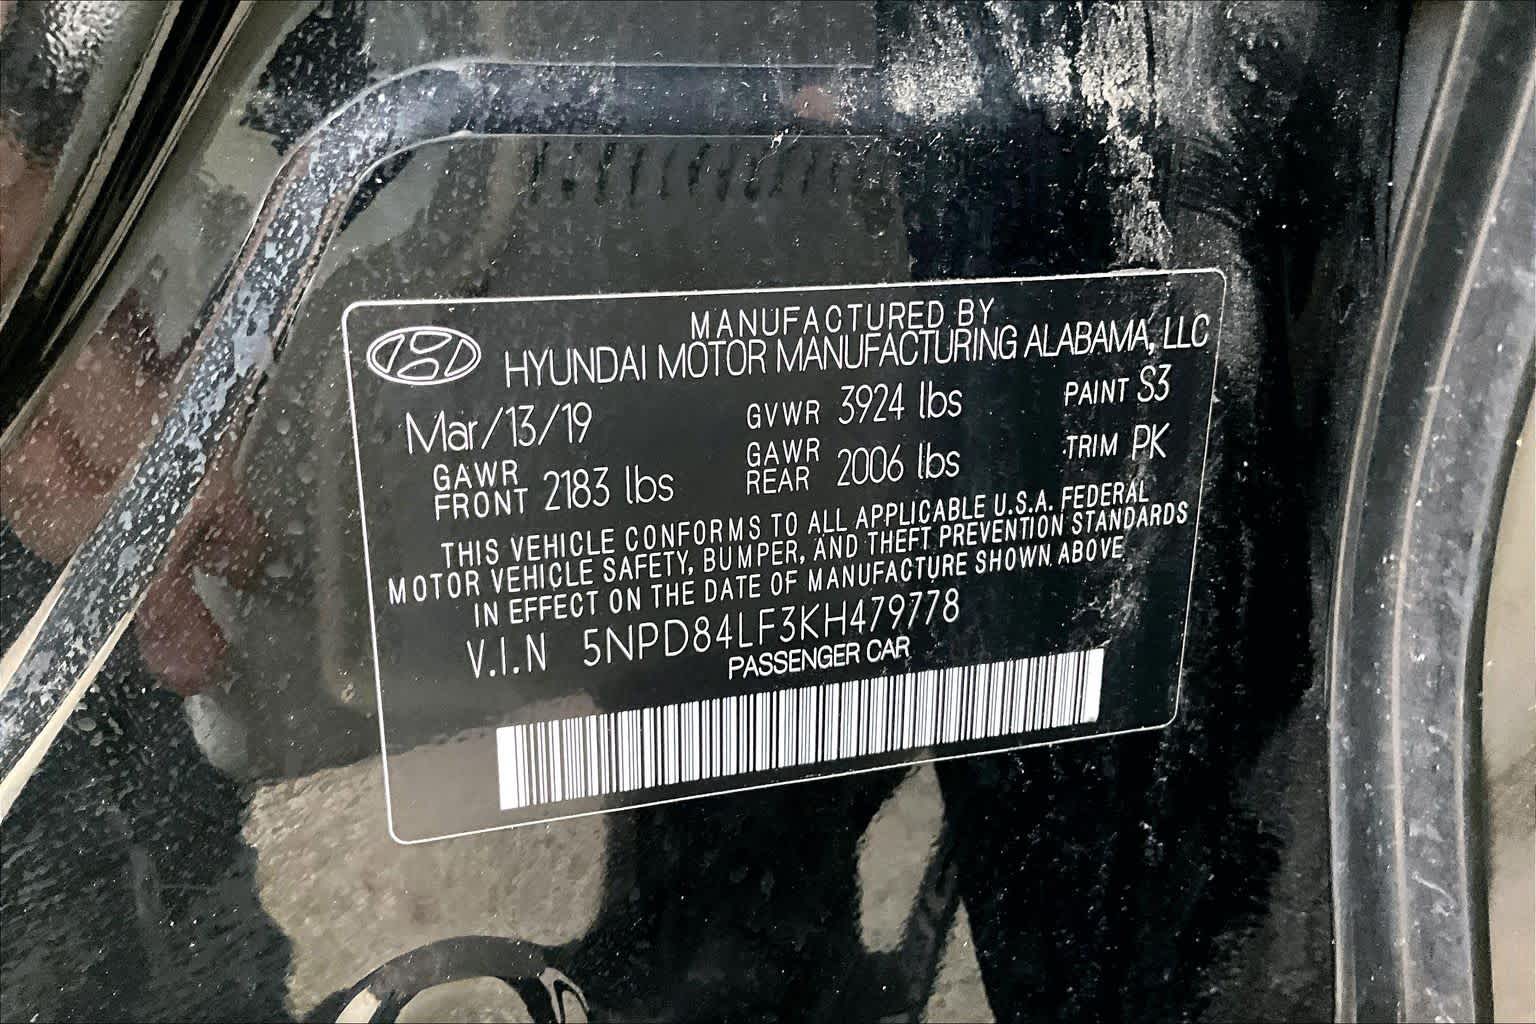 MANUFACTURED BY
HYUNDAI MOTOR MANUFACTURING ALABAMA, LLC
Mar/13/19 GVWR 3924 lbs PAINT S3
GAWR FRONT 2183 lbs GAWR REAR 2006 lbs TRIM PK
THIS VEHICLE CONFORMS TO ALL APPLICABLE U.S.A. FEDERAL
MOTOR VEHICLE SAFETY, BUMPER, AND THEFT PREVENTION STANDARDS
IN EFFECT ON THE DATE OF MANUFACTURE SHOWN ABOVE
V.I.N 5NPD84LF3KH479778
PASSENGER CAR